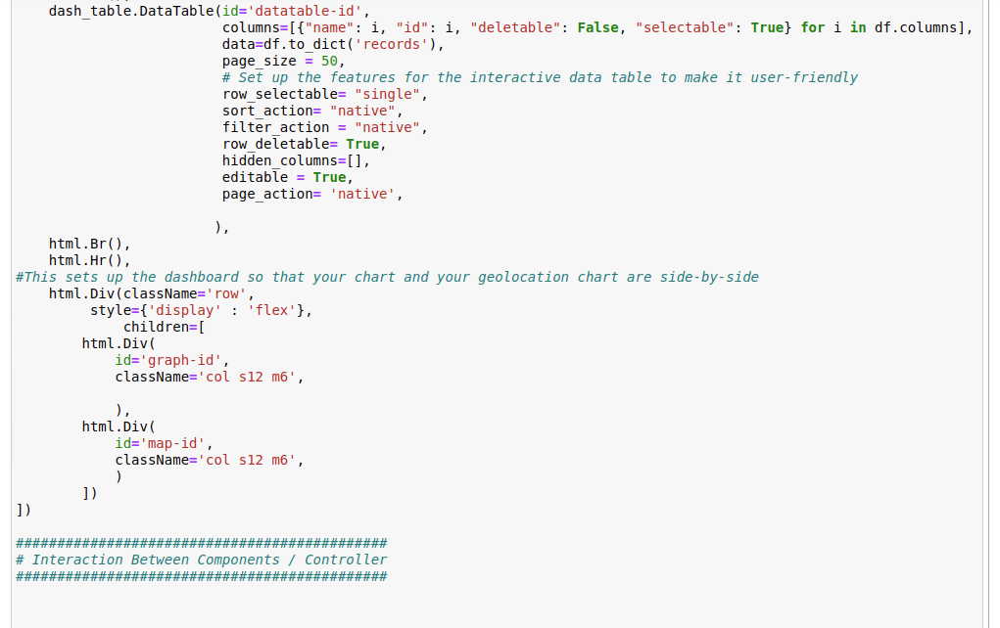 dash_table.DataTable(id='datatable-id',
columns=[{"name": i, "id": i, "deletable": False, "selectable": True} for i in df.columns],
data=df.to_dict('records'),
page_size = 50,
# Set up the features for the interactive data table to make it user-friendly
row_selectable= "single",
sort_action= "native",
filter_action = "native",
row_deletable= True,
hidden_columns=[],
editable = True,
page_action= 'native',
),
html.Br(),
html.Hr(),
#This sets up the dashboard so that your chart and your geolocation chart are side-by-side
html.Div(className='row',
style={'display' : 'flex'},
children=[
html.Div(
id='graph-id',
className='col s12 m6',
),
html.Div(
id='map-id',
className='col s12 m6',
)
])
])
#############################################
# Interaction Between Components / Controller
#############################################